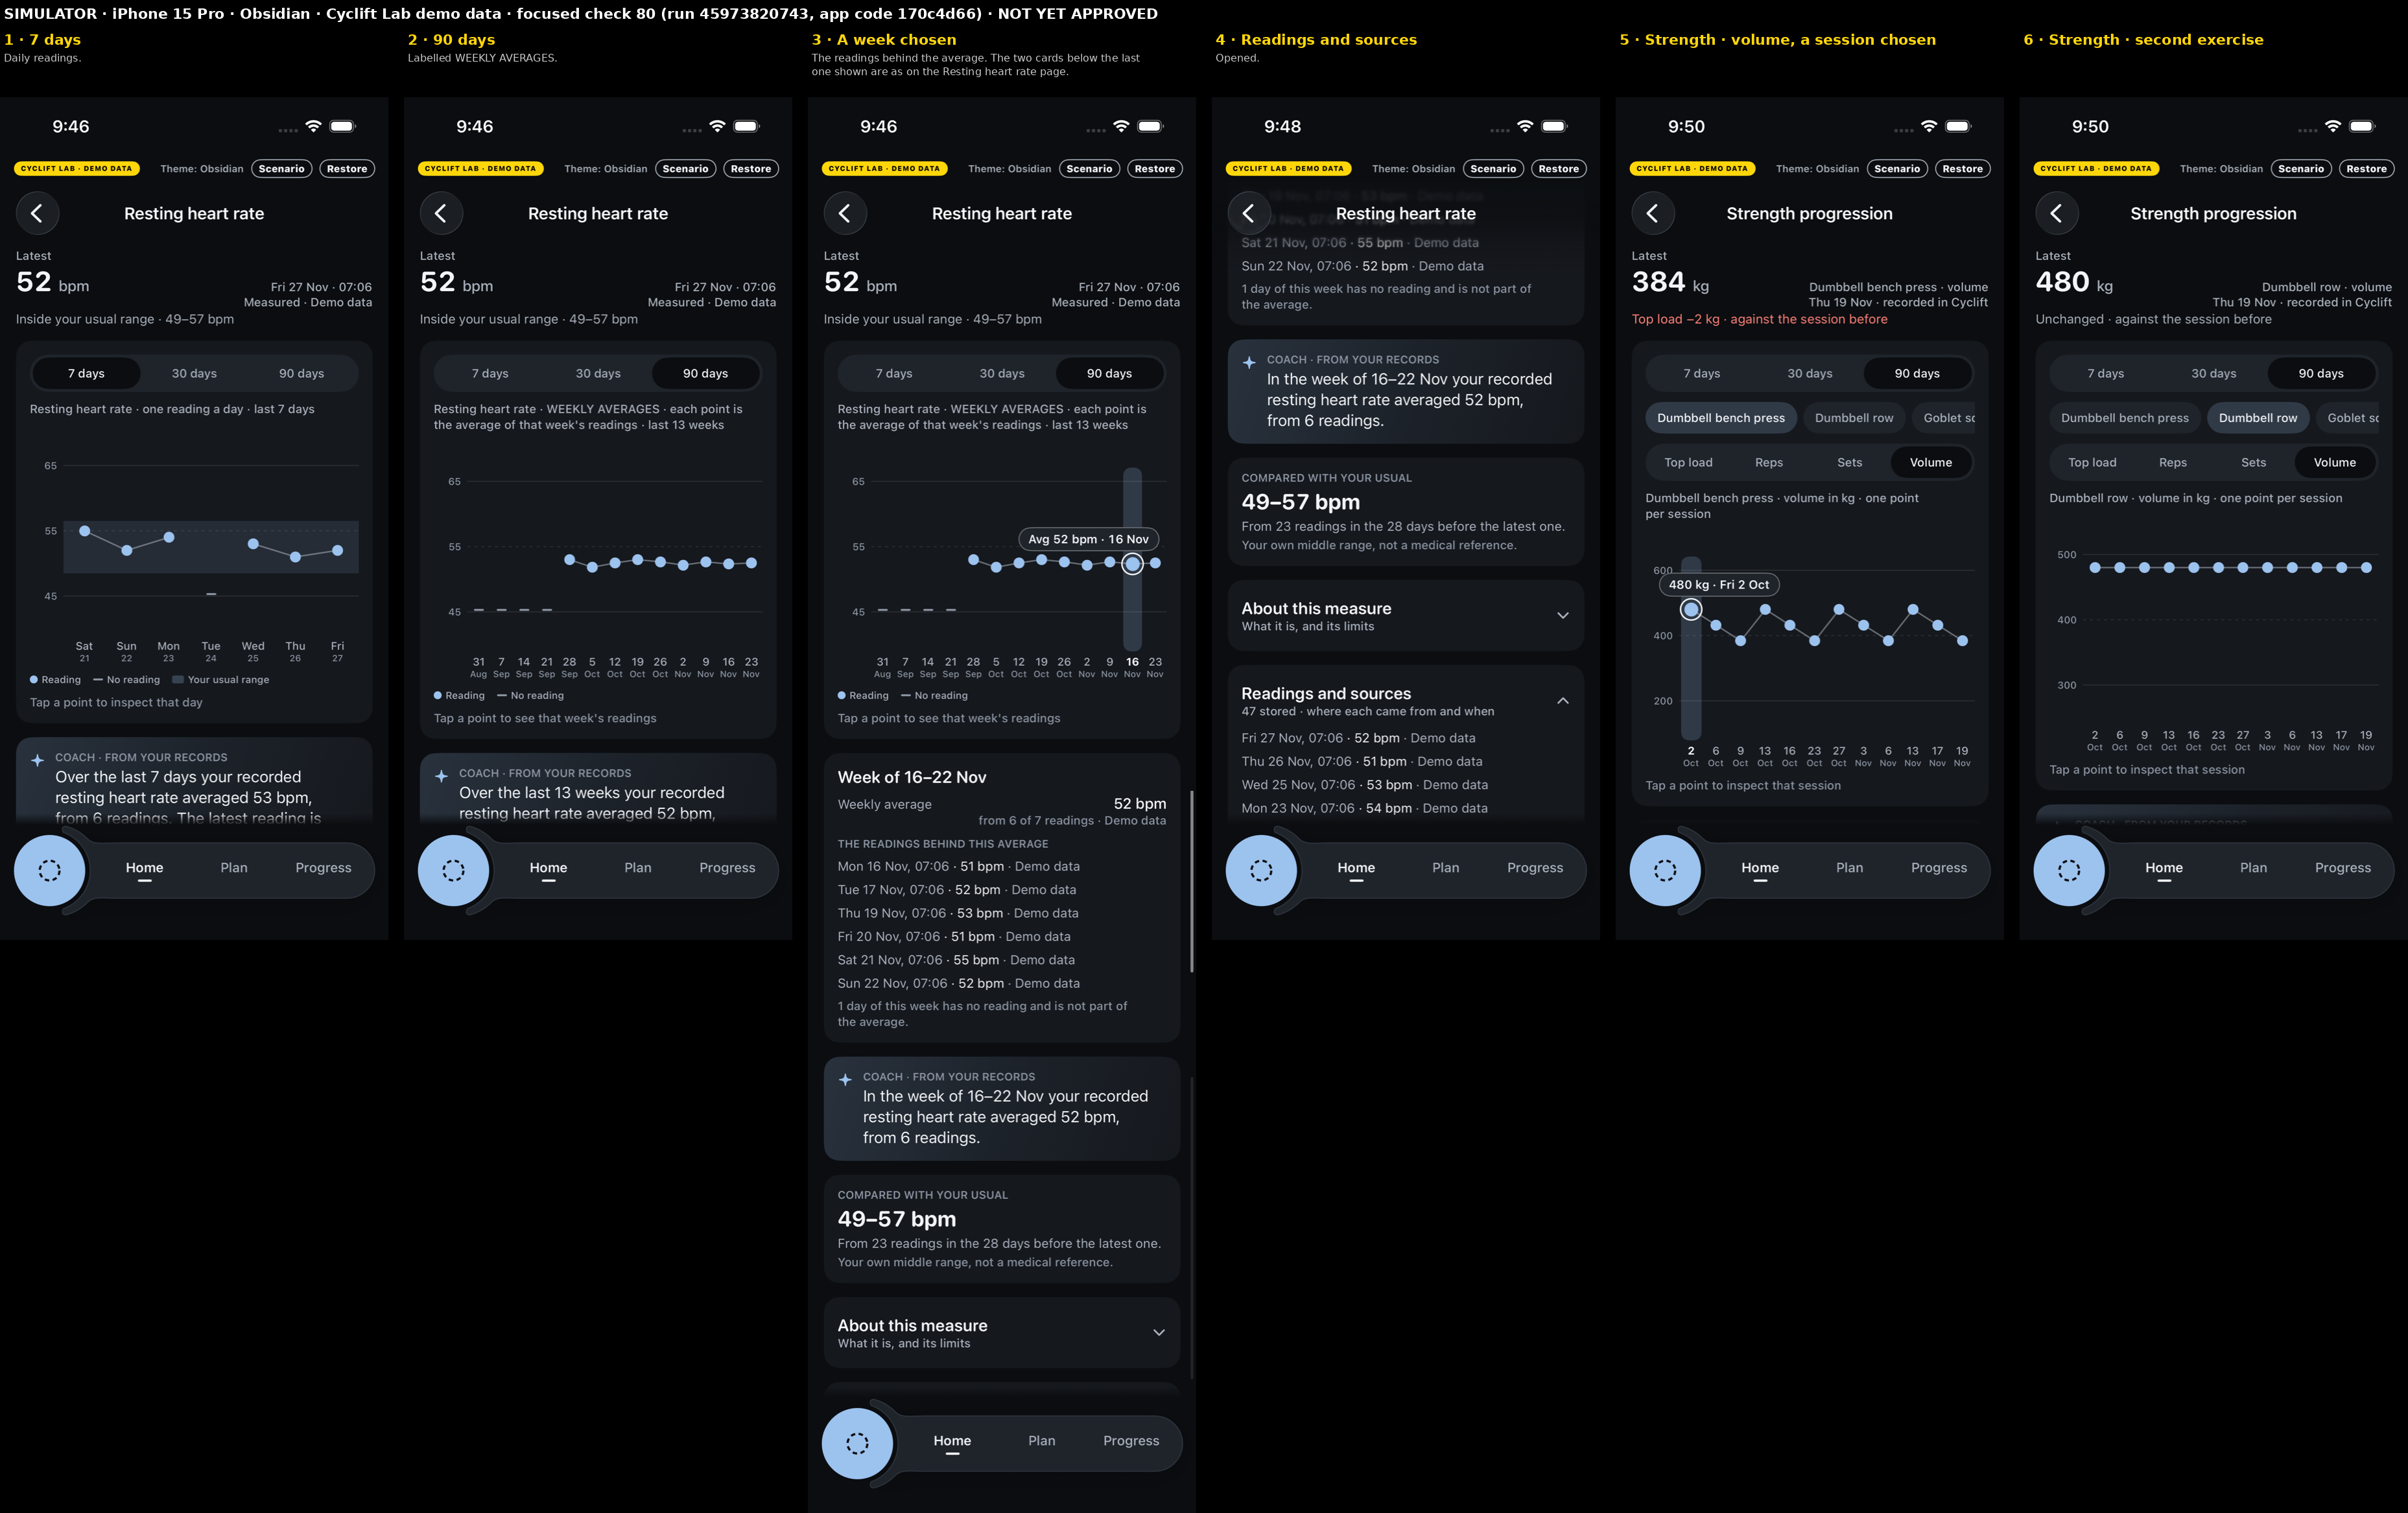 SIMULATOR · iPhone 15 Pro · Obsidian · Cyclift Lab demo data · focused check 80 (run 45973820743, app code 170c4d66) · NOT YET APPROVED
1 · 7 days
Daily readings.
9:46
CYCLIFT LAB · DEMO DATA
Theme: Obsidian
Scenario
Restore
Resting heart rate
Latest
52 bpm
Fri 27 Nov · 07:06
Measured · Demo data
Inside your usual range · 49–57 bpm
7 days
30 days
90 days
Resting heart rate · one reading a day · last 7 days
65
55
45
Sat Sun Mon Tue Wed Thu Fri
21 22 23 24 25 26 27
Reading
No reading
Your usual range
Tap a point to inspect that day
COACH · FROM YOUR RECORDS
Over the last 7 days your recorded
resting heart rate averaged 53 bpm,
from 6 readings. The latest reading is
Home
Plan
Progress
2 · 90 days
Labelled WEEKLY AVERAGES.
9:46
CYCLIFT LAB · DEMO DATA
Theme: Obsidian
Scenario
Restore
Resting heart rate
Latest
52 bpm
Fri 27 Nov · 07:06
Measured · Demo data
Inside your usual range · 49–57 bpm
7 days
30 days
90 days
Resting heart rate · WEEKLY AVERAGES · each point is
the average of that week's readings · last 13 weeks
65
55
45
31 7 14 21 28 5 12 19 26 2 9 16 23
Aug Sep Sep Sep Sep Oct Oct Oct Oct Nov Nov Nov Nov
Reading
No reading
Tap a point to see that week's readings
COACH · FROM YOUR RECORDS
Over the last 13 weeks your recorded
resting heart rate averaged 52 bpm,
Home
Plan
Progress
3 · A week chosen
The readings behind the average. The two cards below the last
one shown are as on the Resting heart rate page.
9:46
CYCLIFT LAB · DEMO DATA
Theme: Obsidian
Scenario
Restore
Resting heart rate
Latest
52 bpm
Fri 27 Nov · 07:06
Measured · Demo data
Inside your usual range · 49–57 bpm
7 days
30 days
90 days
Resting heart rate · WEEKLY AVERAGES · each point is
the average of that week's readings · last 13 weeks
65
55
45
Avg 52 bpm · 16 Nov
31 7 14 21 28 5 12 19 26 2 9 16 23
Aug Sep Sep Sep Sep Oct Oct Oct Oct Nov Nov Nov Nov
Reading
No reading
Tap a point to see that week's readings
Week of 16–22 Nov
Weekly average
52 bpm
from 6 of 7 readings · Demo data
THE READINGS BEHIND THIS AVERAGE
Mon 16 Nov, 07:06 · 51 bpm · Demo data
Tue 17 Nov, 07:06 · 52 bpm · Demo data
Thu 19 Nov, 07:06 · 53 bpm · Demo data
Fri 20 Nov, 07:06 · 51 bpm · Demo data
Sat 21 Nov, 07:06 · 55 bpm · Demo data
Sun 22 Nov, 07:06 · 52 bpm · Demo data
1 day of this week has no reading and is not part of
the average.
COACH · FROM YOUR RECORDS
In the week of 16–22 Nov your recorded
resting heart rate averaged 52 bpm,
from 6 readings.
COMPARED WITH YOUR USUAL
49–57 bpm
From 23 readings in the 28 days before the latest one.
Your own middle range, not a medical reference.
About this measure
What it is, and its limits
Home
Plan
Progress
4 · Readings and sources
Opened.
9:48
CYCLIFT LAB · DEMO DATA
Theme: Obsidian
Scenario
Restore
Resting heart rate
Sat 21 Nov, 07:06 · 55 bpm · Demo data
Sun 22 Nov, 07:06 · 52 bpm · Demo data
1 day of this week has no reading and is not part of
the average.
COACH · FROM YOUR RECORDS
In the week of 16–22 Nov your recorded
resting heart rate averaged 52 bpm,
from 6 readings.
COMPARED WITH YOUR USUAL
49–57 bpm
From 23 readings in the 28 days before the latest one.
Your own middle range, not a medical reference.
About this measure
What it is, and its limits
Readings and sources
47 stored · where each came from and when
Fri 27 Nov, 07:06 · 52 bpm · Demo data
Thu 26 Nov, 07:06 · 51 bpm · Demo data
Wed 25 Nov, 07:06 · 53 bpm · Demo data
Mon 23 Nov, 07:06 · 54 bpm · Demo data
Home
Plan
Progress
5 · Strength · volume, a session chosen
9:50
CYCLIFT LAB · DEMO DATA
Theme: Obsidian
Scenario
Restore
Strength progression
Latest
384 kg
Dumbbell bench press · volume
Thu 19 Nov · recorded in Cyclift
Top load −2 kg · against the session before
7 days
30 days
90 days
Dumbbell bench press
Dumbbell row
Goblet sc
Top load
Reps
Sets
Volume
Dumbbell bench press · volume in kg · one point
per session
600
480 kg · Fri 2 Oct
400
200
2 6 9 13 16 23 27 3 6 13 17 19
Oct Oct Oct Oct Oct Oct Oct Nov Nov Nov Nov Nov
Tap a point to inspect that session
Home
Plan
Progress
6 · Strength · second exercise
9:50
CYCLIFT LAB · DEMO DATA
Theme: Obsidian
Scenario
Restore
Strength progression
Latest
480 kg
Dumbbell row · volume
Thu 19 Nov · recorded in Cyclift
Unchanged · against the session before
7 days
30 days
90 days
Dumbbell bench press
Dumbbell row
Goblet sc
Top load
Reps
Sets
Volume
Dumbbell row · volume in kg · one point per session
500
400
300
2 6 9 13 16 23 27 3 6 13 17 19
Oct Oct Oct Oct Oct Oct Oct Nov Nov Nov Nov Nov
Tap a point to inspect that session
Home
Plan
Progress